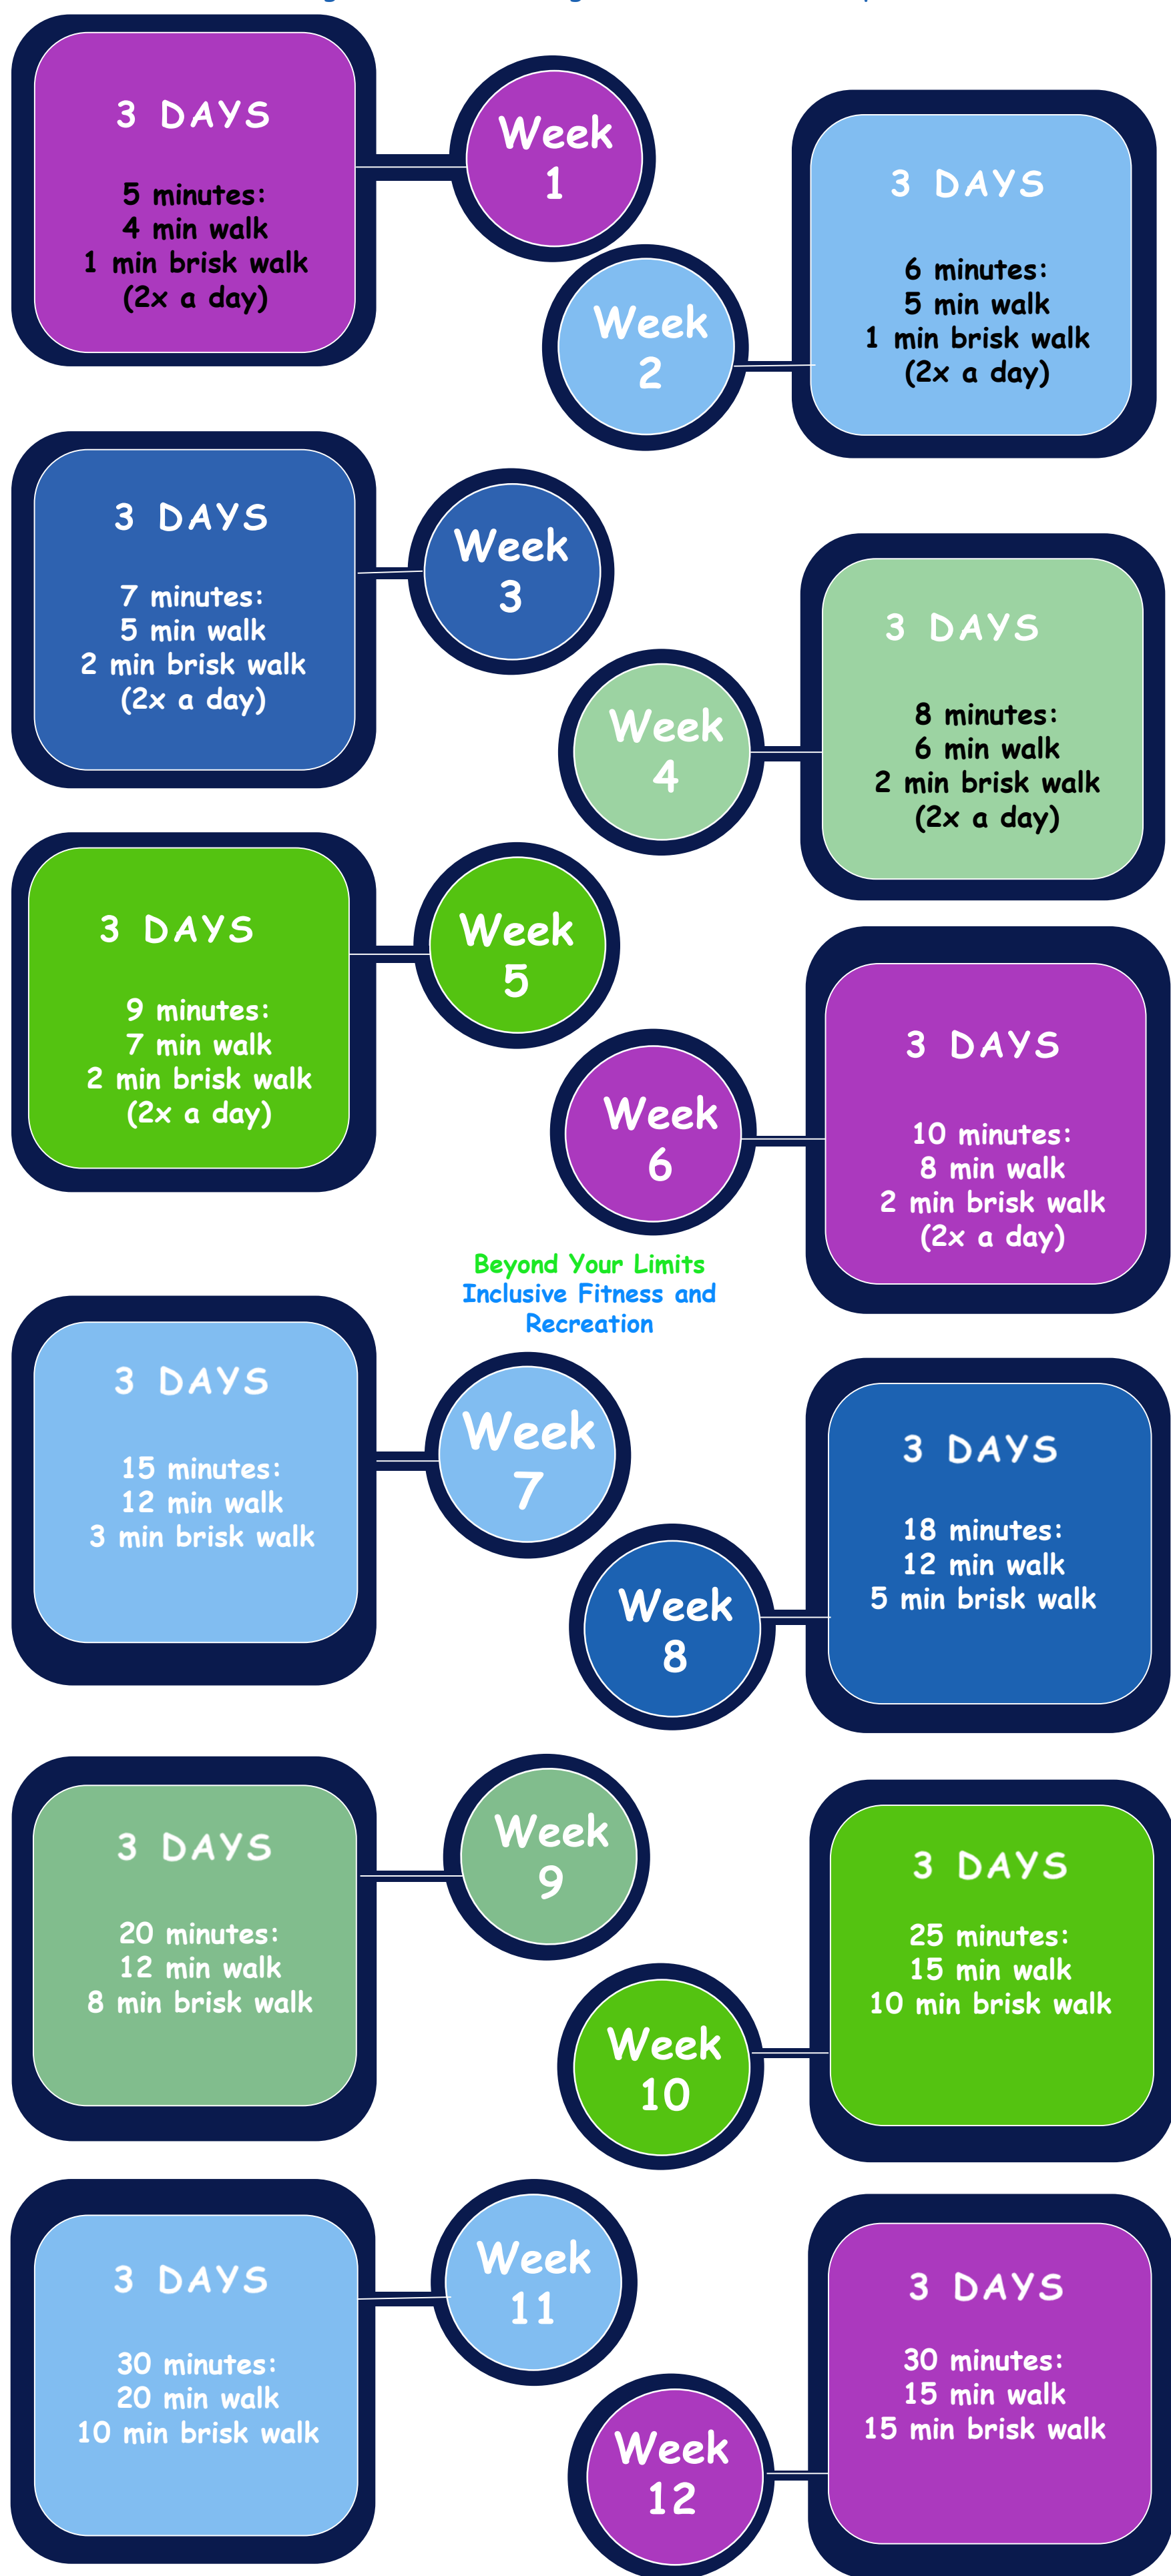 3 DAYS
5 minutes:
4 min walk
1 min brisk walk
(2x a day)
Week
1
3 DAYS
6 minutes:
5 min walk
1 min brisk walk
(2x a day)
Week
2
3 DAYS
7 minutes:
5 min walk
2 min brisk walk
(2x a day)
Week
3
3 DAYS
8 minutes:
6 min walk
2 min brisk walk
(2x a day)
Week
4
3 DAYS
9 minutes:
7 min walk
2 min brisk walk
(2x a day)
Week
5
3 DAYS
10 minutes:
8 min walk
2 min brisk walk
(2x a day)
Week
6
Beyond Your Limits
Inclusive Fitness and
Recreation
3 DAYS
15 minutes:
12 min walk
3 min brisk walk
Week
7
3 DAYS
18 minutes:
12 min walk
5 min brisk walk
Week
8
3 DAYS
20 minutes:
12 min walk
8 min brisk walk
Week
9
3 DAYS
25 minutes:
15 min walk
10 min brisk walk
Week
10
3 DAYS
30 minutes:
20 min walk
10 min brisk walk
Week
11
3 DAYS
30 minutes:
15 min walk
15 min brisk walk
Week
12